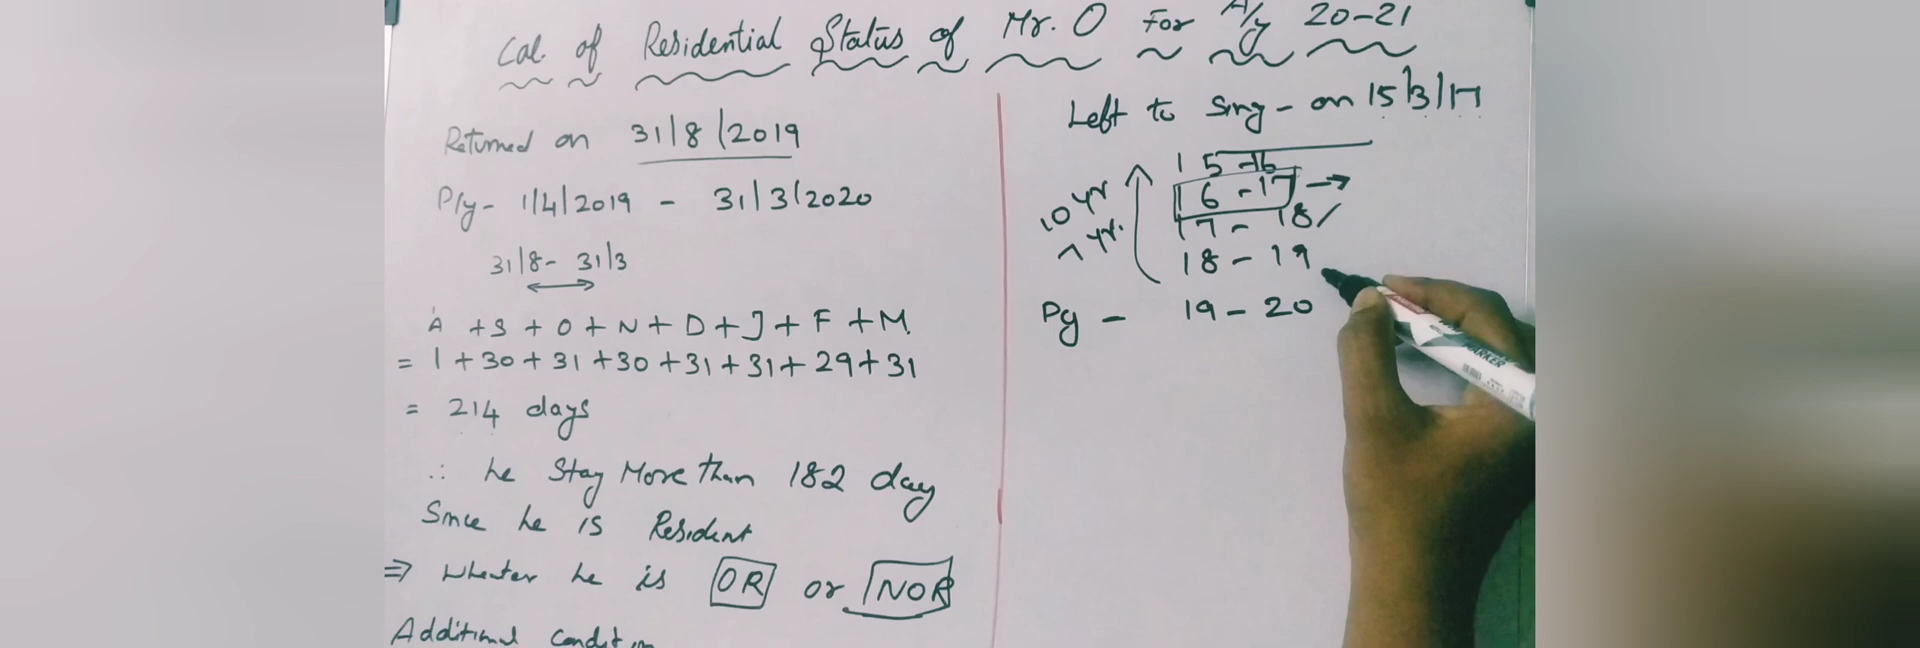 Cal. of Residential Status of Mr. O For A/y 20-21
Returned on 31/8/2019
P/y- 1/4/2019 - 31/3/2020
31/8- 31/3
A +S + O + N + D + J + F + M.
= 1 + 30 + 31 + 30 + 31 + 31 + 29 + 31
= 214 days
∴ he Stay More than 182 day
Since he is Resident
⇒ Wheater he is OR or NOR
Additional Condition
Left to Sing - on 15/3/17
15-16
16-17 →
17-18/
18-19
10 yr
7 yr.
Py - 19-20
MARKER